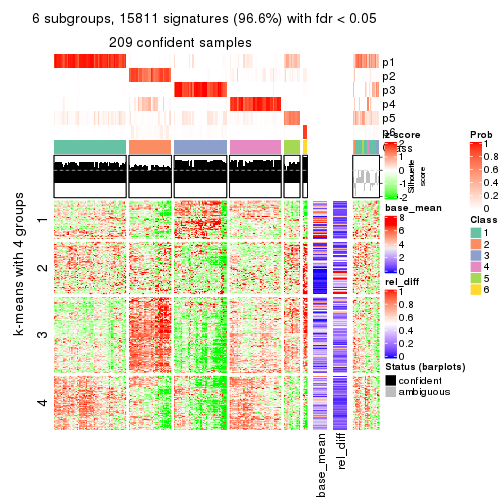 6 subgroups, 15811 signatures (96.6%) with fdr < 0.05
209 confident samples
p1
p2
p3
p4
p5
p6
z score
2
1
0
-1
-2
Class
Silhouette
score
Prob
1
0.8
0.6
0.4
0.2
0
base_mean
8
6
4
2
0
Class
1
2
3
4
5
6
rel_diff
1
0.8
0.6
0.4
0.2
0
Status (barplots)
confident
ambiguous
k-means with 4 groups
1
2
3
4
base_mean
rel_diff